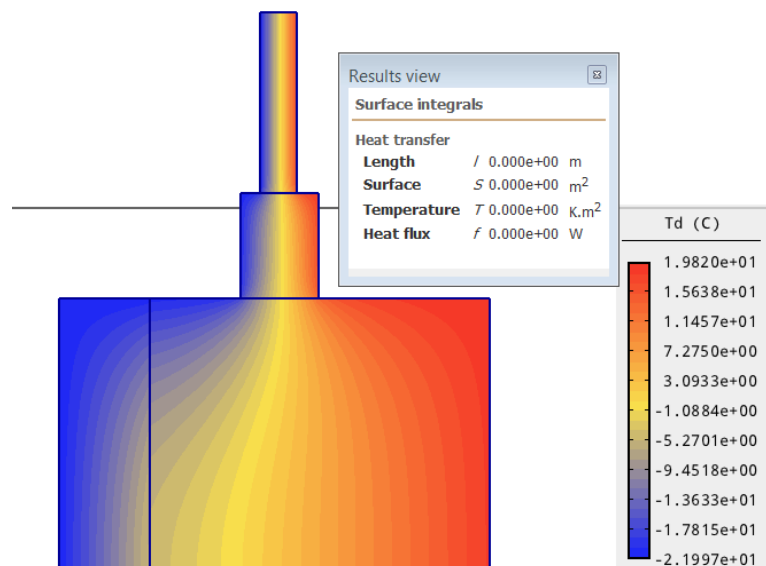 Results view
Surface integrals
Heat transfer
Length l 0.000e+00 m
Surface S 0.000e+00 m²
Temperature T 0.000e+00 K.m²
Heat flux f 0.000e+00 W
Td (C)
1.9820e+01
1.5638e+01
1.1457e+01
7.2750e+00
3.0933e+00
-1.0884e+00
-5.2701e+00
-9.4518e+00
-1.3633e+01
-1.7815e+01
-2.1997e+01